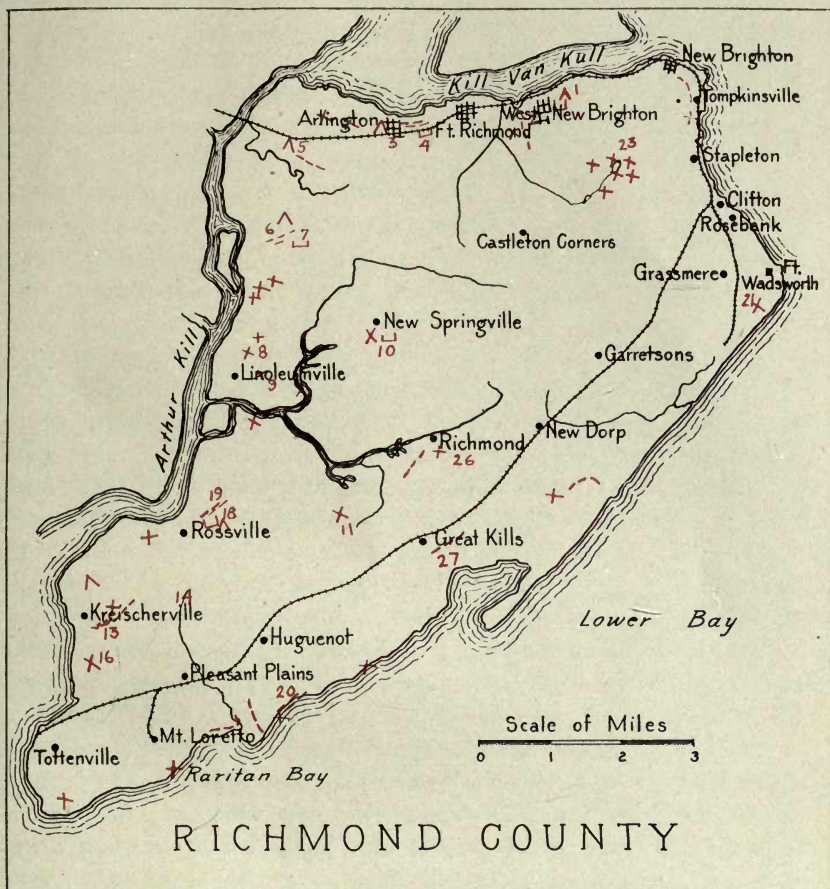 New Brighton
Kill Van Kull
Tompkinsville
1
Arlington
West New Brighton
3
4
Ft. Richmond
5
23
Stapleton
Clifton
Rosebank
6
7
Castleton Corners
Grassmere
Ft. Wadsworth
21
New Springville
10
8
Garretsons
Linoleumville
9
Arthur Kill
Richmond
26
New Dorp
19
18
Rossville
11
Great Kills
27
14
Kreischerville
13
Lower Bay
Huguenot
16
Pleasant Plains
20
Scale of Miles
0 1 2 3
Mt. Loretto
Tottenville
Raritan Bay
RICHMOND COUNTY